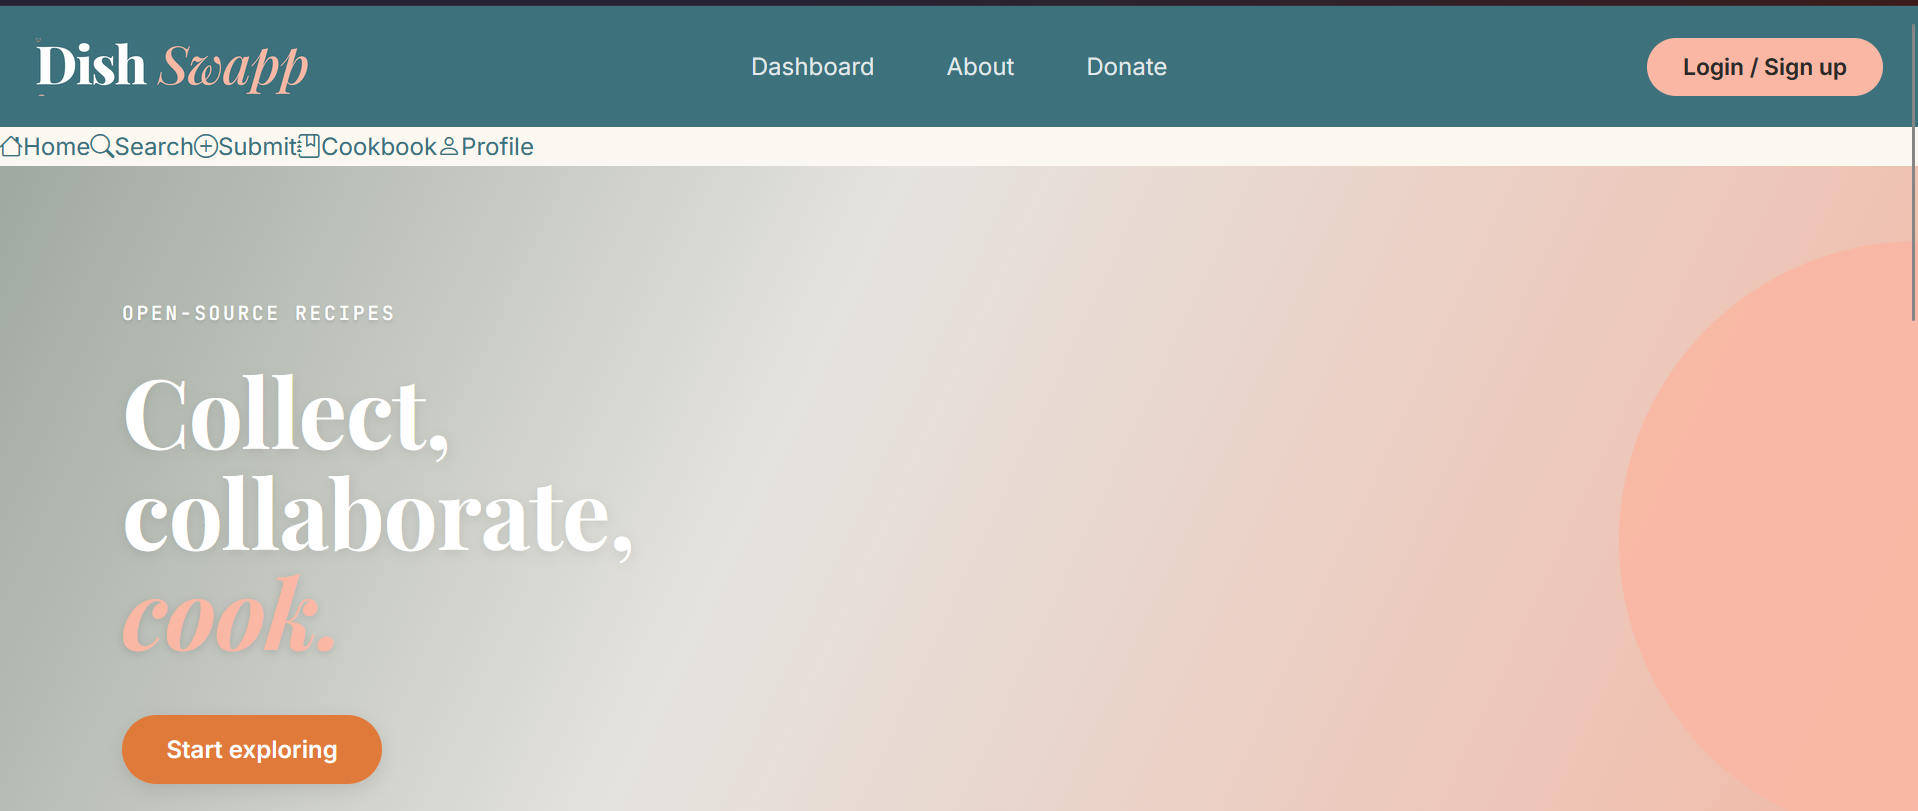 Dish Swapp
Dashboard About Donate
Login / Sign up
Home Search Submit Cookbook Profile
OPEN-SOURCE RECIPES
Collect,
collaborate,
cook.
Start exploring